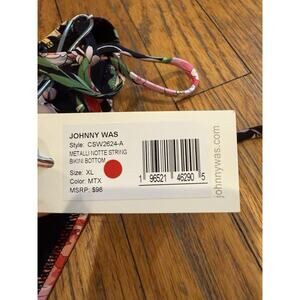 JOHNNY WAS
Style: CSW2624-A
METALLI NOTTE STRING
BIKINI BOTTOM
Size: XL
Color: MTX
MSRP: $98
1 96521 46290 5
johnnywas.com